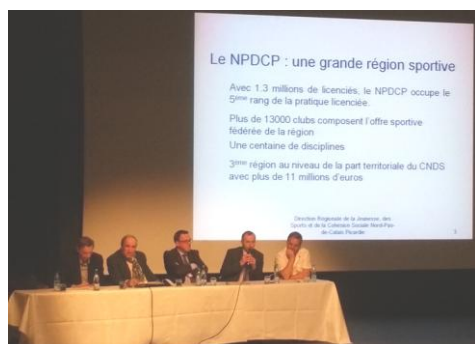 Le NPDCP : une grande région sportive
Avec 1.3 millions de licenciés, le NPDCP occupe le
5ème rang de la pratique licenciée.
Plus de 13000 clubs composent l'offre sportive
fédérée de la région
Une centaine de disciplines
3ème région au niveau de la part territoriale du CNDS
avec plus de 11 millions d'euros
Direction Régionale de la Jeunesse, des
Sports et de la Cohésion Sociale Nord-Pas-
de-Calais Picardie